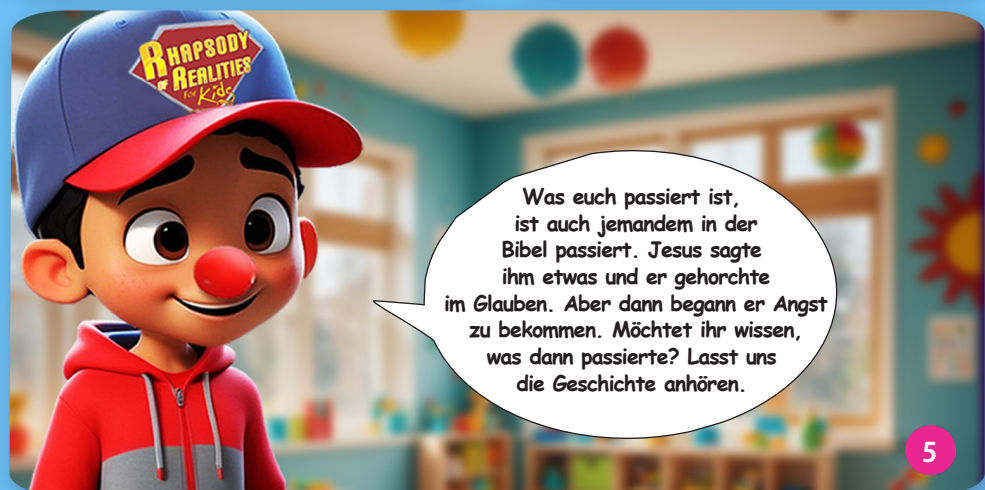 RHAPSODY
OF REALITIES
For Kids
Was euch passiert ist,
ist auch jemandem in der
Bibel passiert. Jesus sagte
ihm etwas und er gehorchte
im Glauben. Aber dann begann er Angst
zu bekommen. Möchtet ihr wissen,
was dann passierte? Lasst uns
die Geschichte anhören.
5